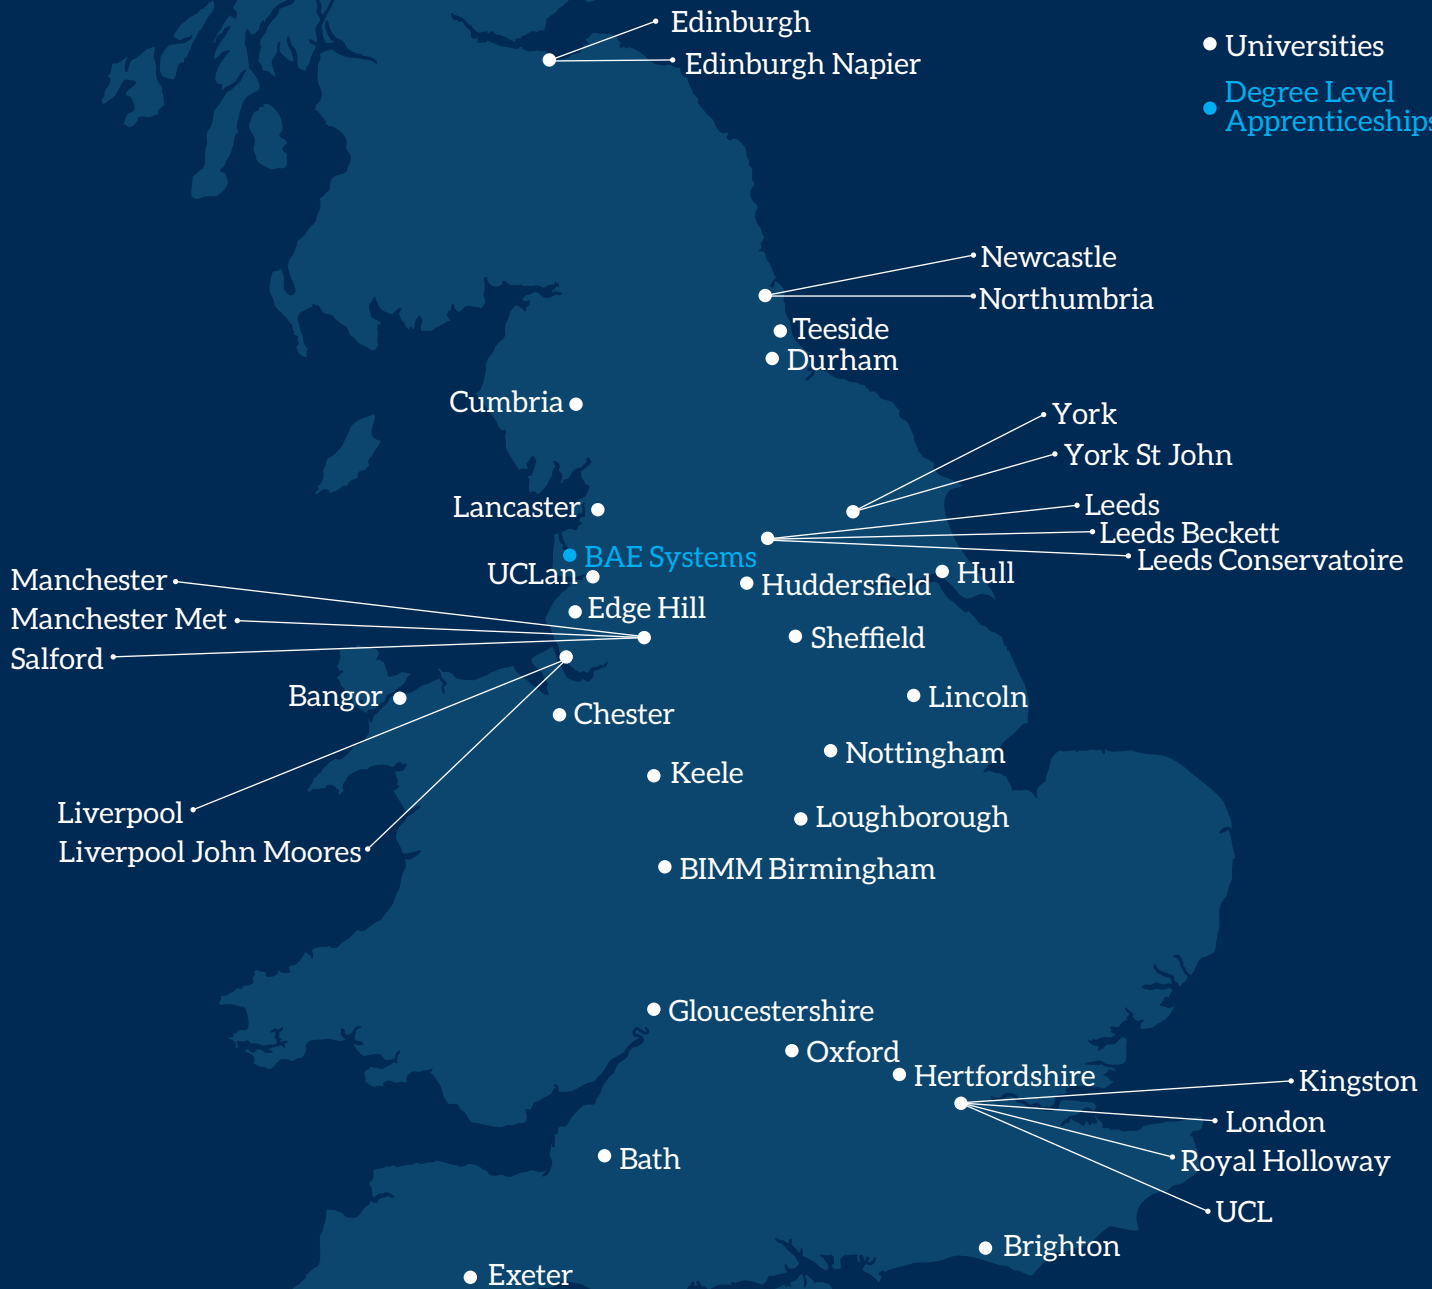 Edinburgh
Edinburgh Napier
Universities
Degree Level
Apprenticeships
Newcastle
Northumbria
Teeside
Durham
Cumbria
York
York St John
Lancaster
Leeds
Leeds Beckett
Leeds Conservatoire
BAE Systems
UCLan
Huddersfield
Hull
Manchester
Manchester Met
Salford
Edge Hill
Sheffield
Bangor
Chester
Lincoln
Nottingham
Keele
Liverpool
Liverpool John Moores
Loughborough
BIMM Birmingham
Gloucestershire
Oxford
Hertfordshire
Kingston
London
Royal Holloway
UCL
Bath
Brighton
Exeter